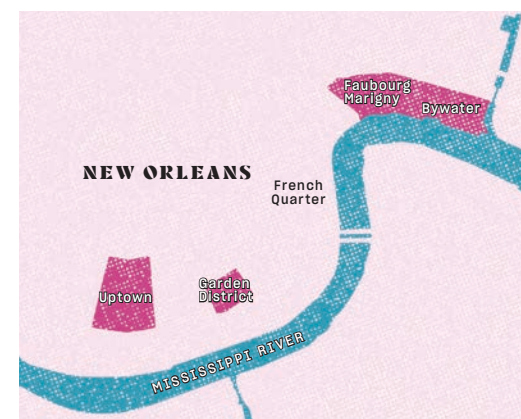 Faubourg
Marigny
Bywater
NEW ORLEANS
French
Quarter
Uptown
Garden
District
MISSISSIPPI RIVER